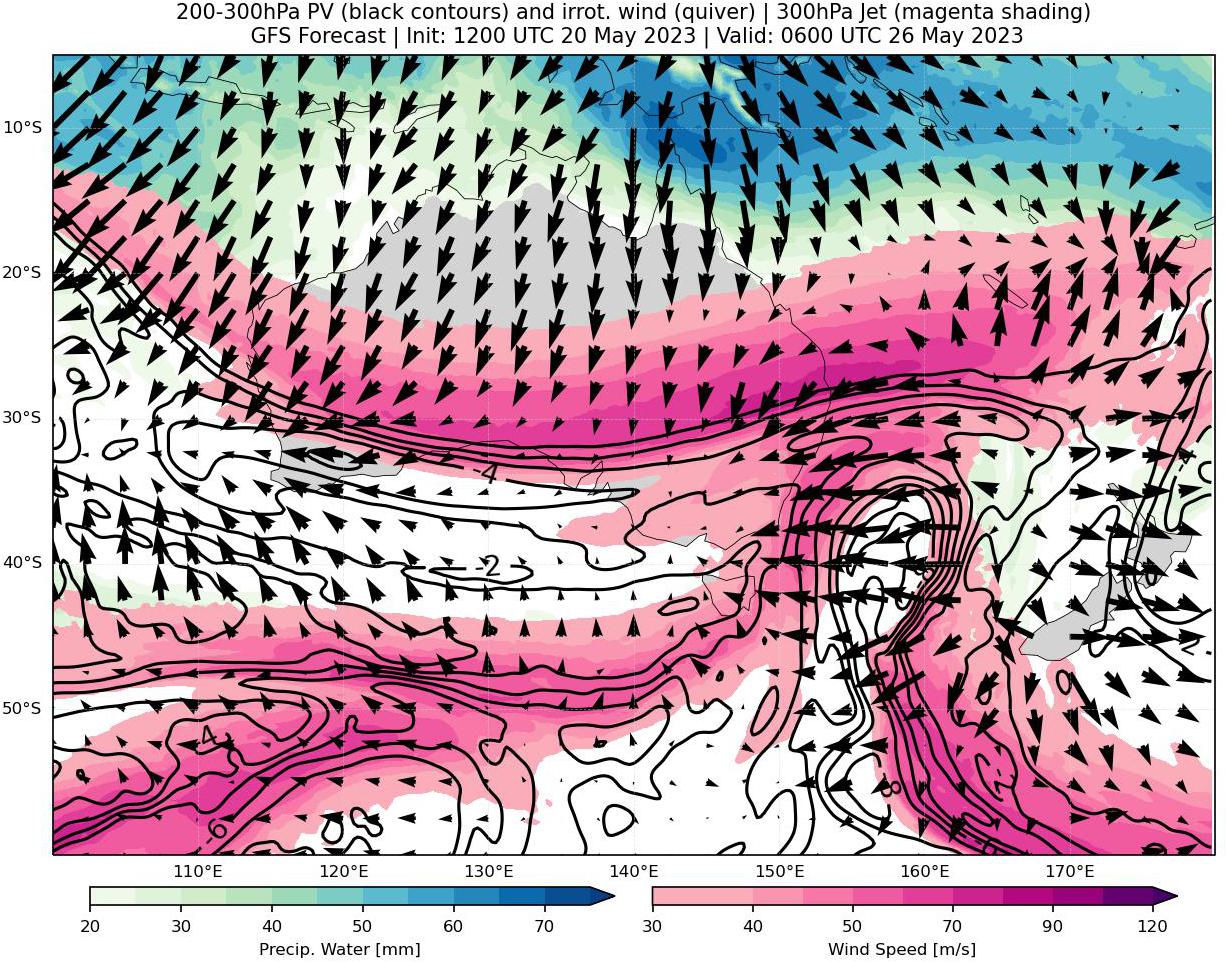 200-300hPa PV (black contours) and irrot. wind (quiver) | 300hPa Jet (magenta shading)
GFS Forecast | Init: 1200 UTC 20 May 2023 | Valid: 0600 UTC 26 May 2023
10°S
20°S
30°S
-4
-2
40°S
50°S
-4
-8
-6
110°E 120°E 130°E 140°E 150°E 160°E 170°E
20 30 40 50 60 70
30 40 50 70 90 120
Precip. Water [mm] Wind Speed [m/s]